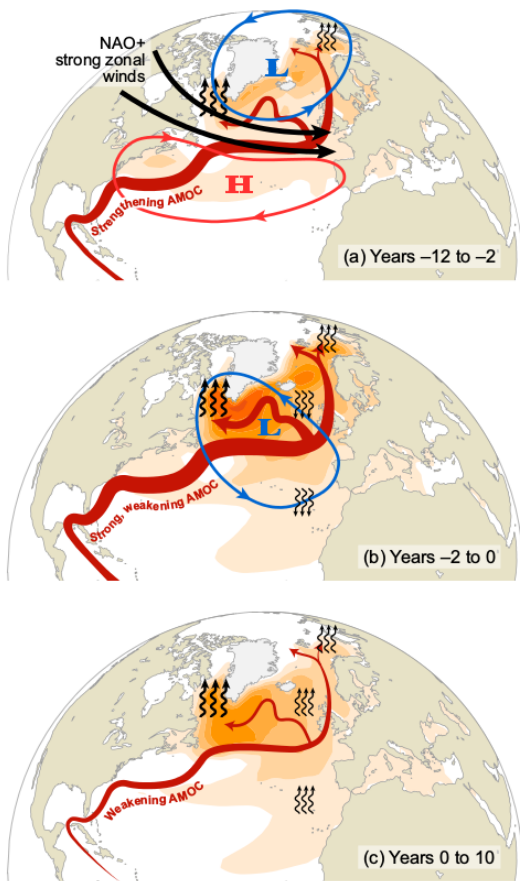 NAO+
strong zonal
winds
L
H
Strengthening AMOC
(a) Years –12 to –2
L
Strong, weakening AMOC
(b) Years –2 to 0
Weakening AMOC
(c) Years 0 to 10